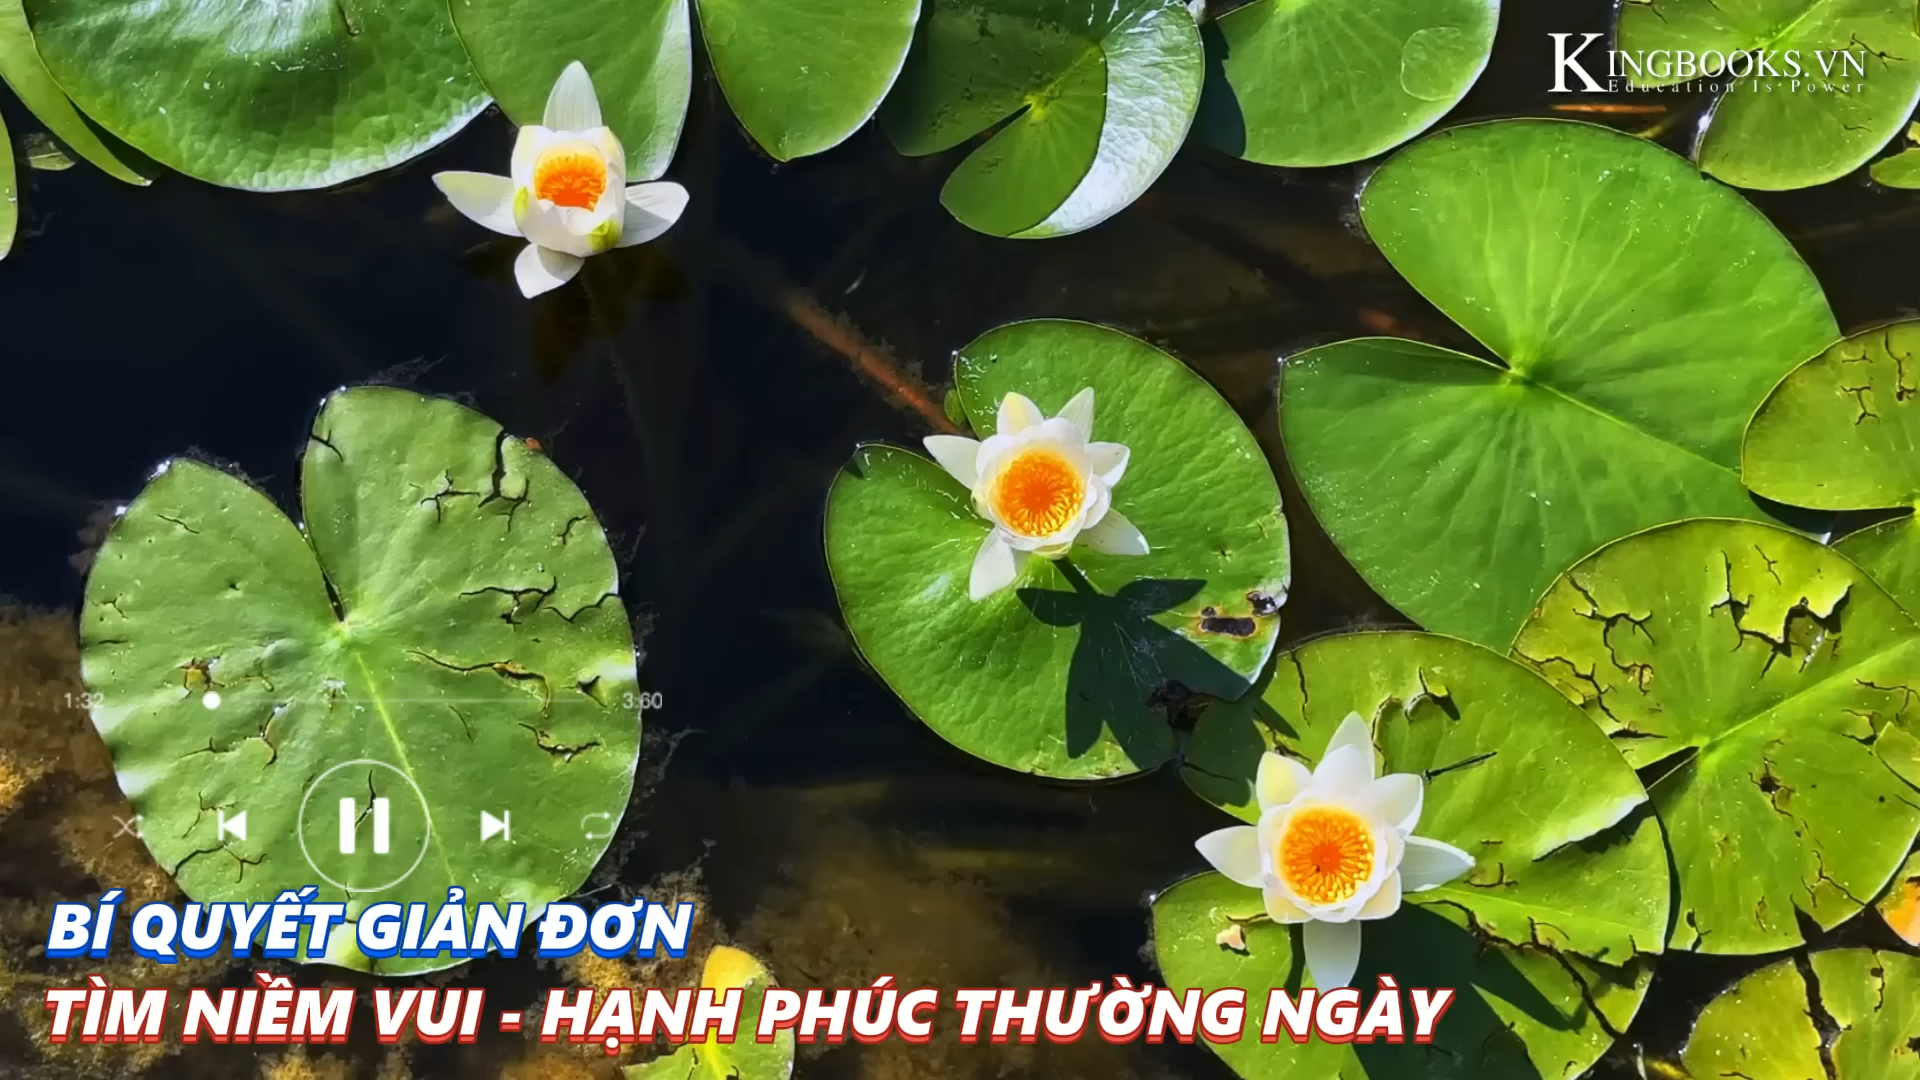 KINGBOOKS.VN
Education Is Power
1:32
3:60
BÍ QUYẾT GIẢN ĐƠN
TÌM NIỀM VUI - HẠNH PHÚC THƯỜNG NGÀY